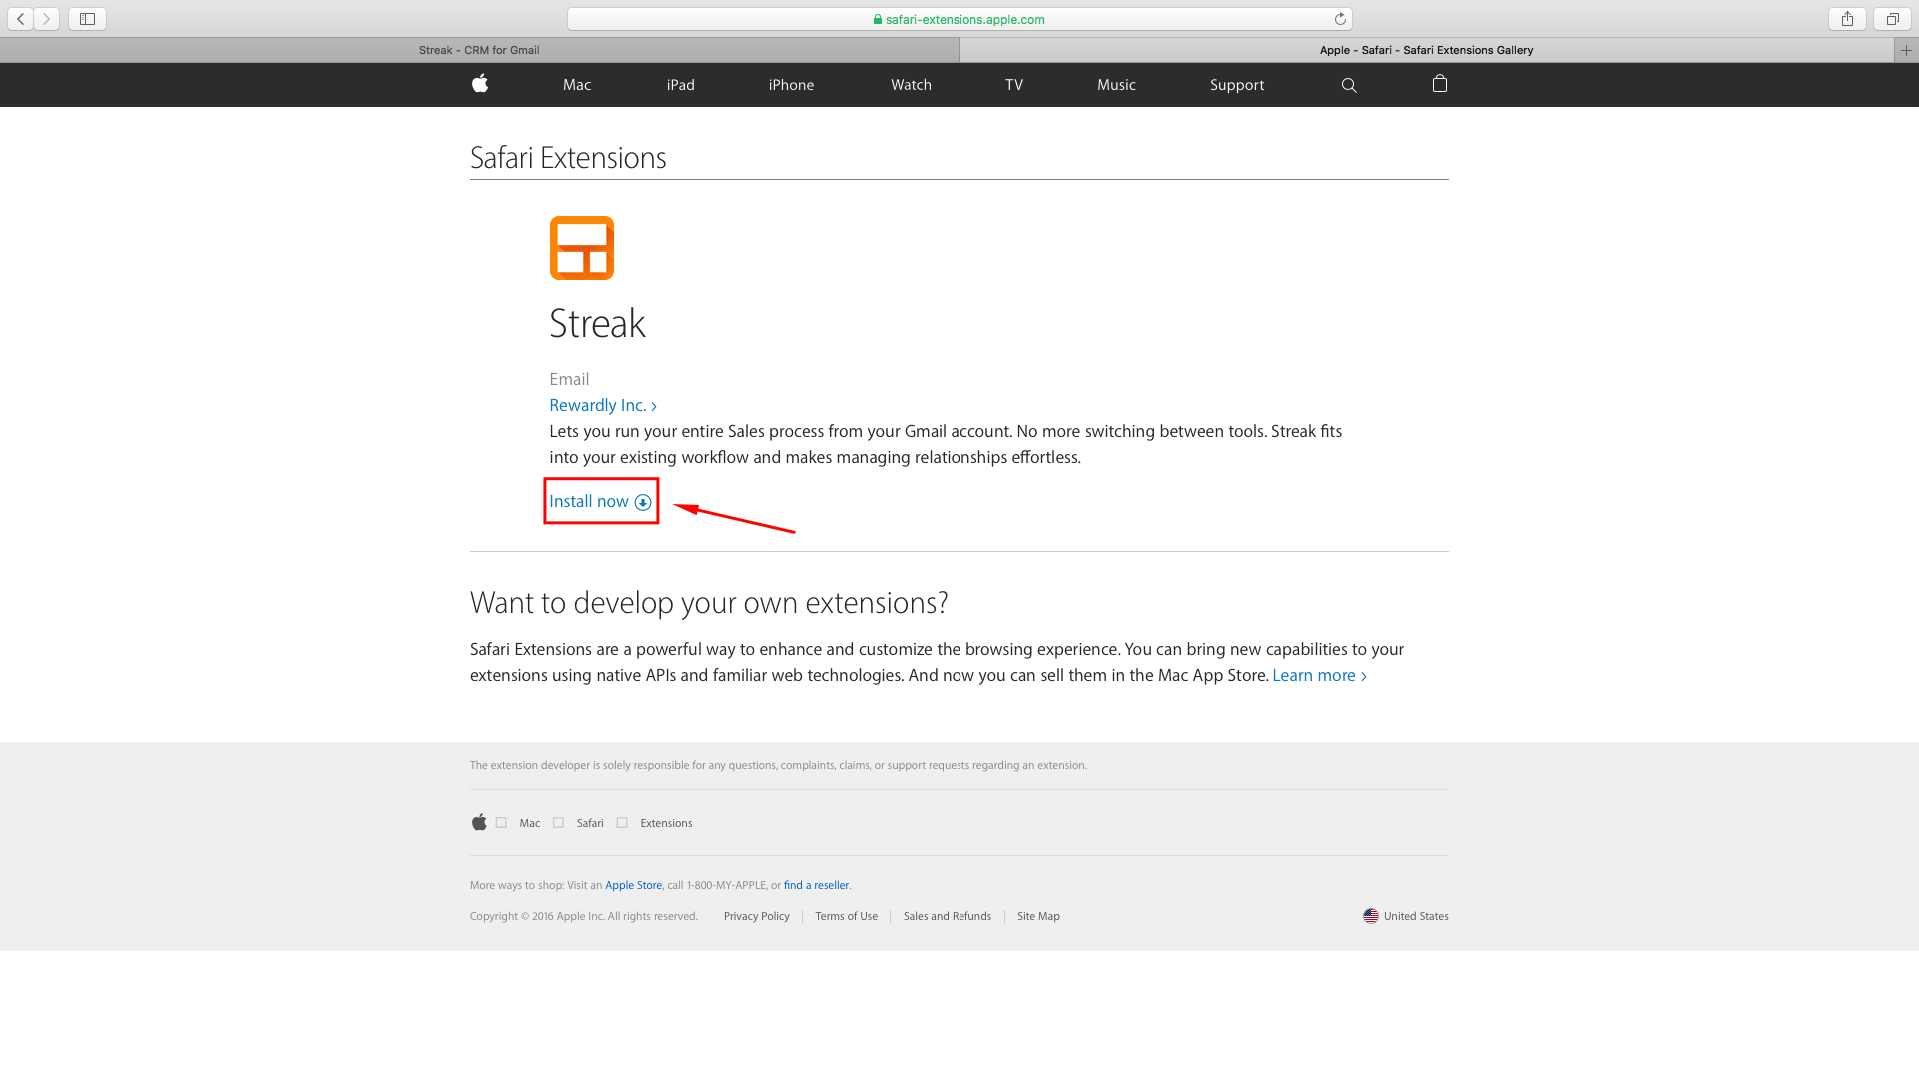 safari-extensions.apple.com
Streak - CRM for Gmail
Apple - Safari - Safari Extensions Gallery
Mac
iPad
iPhone
Watch
TV
Music
Support
Safari Extensions
Streak
Email
Rewardly Inc. ›
Lets you run your entire Sales process from your Gmail account. No more switching between tools. Streak fits
into your existing workflow and makes managing relationships effortless.
Install now
Want to develop your own extensions?
Safari Extensions are a powerful way to enhance and customize the browsing experience. You can bring new capabilities to your
extensions using native APIs and familiar web technologies. And now you can sell them in the Mac App Store. Learn more ›
The extension developer is solely responsible for any questions, complaints, claims, or support requests regarding an extension.
Mac
Safari
Extensions
More ways to shop: Visit an Apple Store, call 1-800-MY-APPLE, or find a reseller.
Copyright © 2016 Apple Inc. All rights reserved.
Privacy Policy
Terms of Use
Sales and Refunds
Site Map
United States